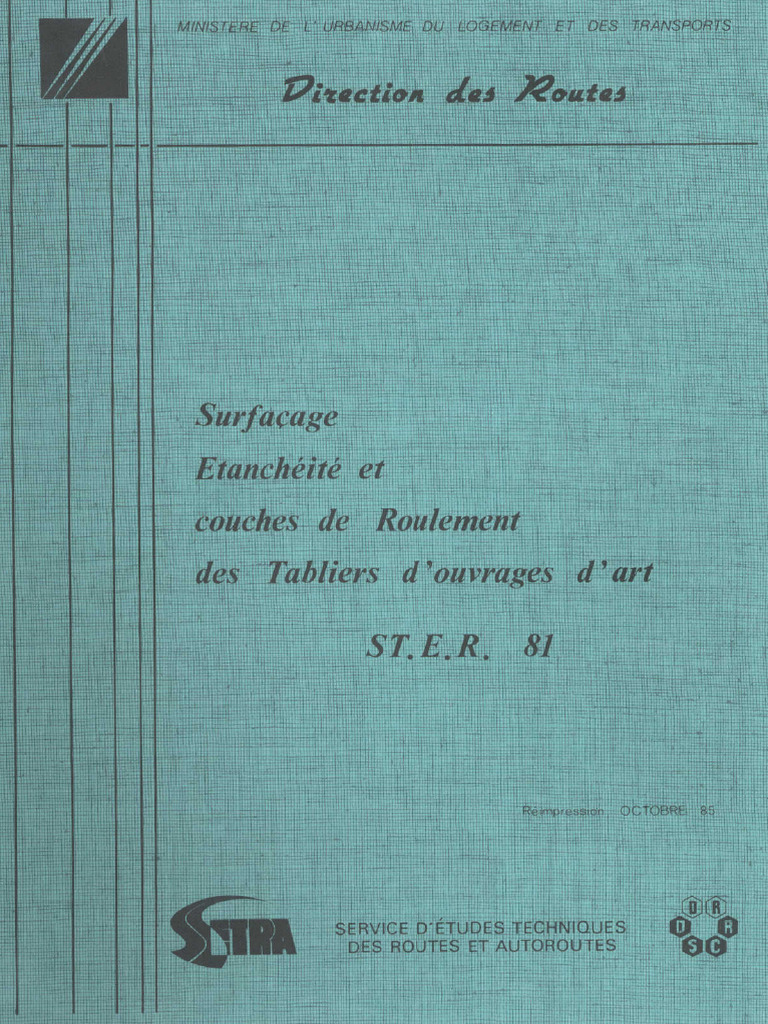 MINISTERE DE L'URBANISME DU LOGEMENT ET DES TRANSPORTS
Direction des Routes
Surfaçage
Etanchéité et
couches de Roulement
des Tabliers d'ouvrages d'art
ST.E.R. 81
Réimpression OCTOBRE 85
SETRA
SERVICE D'ÉTUDES TECHNIQUES
DES ROUTES ET AUTOROUTES
D R
D R
S C